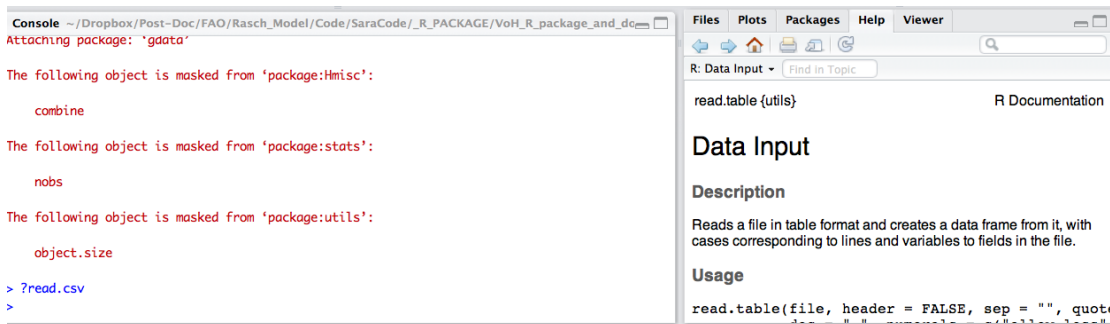 Console ~/Dropbox/Post-Doc/FAO/Rasch_Model/Code/SaraCode/_R_PACKAGE/VoH_R_package_and_do
Attaching package: ‘gdata’
The following object is masked from ‘package:Hmisc’:
combine
The following object is masked from ‘package:stats’:
nobs
The following object is masked from ‘package:utils’:
object.size
> ?read.csv
>
Files Plots Packages Help Viewer
R: Data Input Find in Topic
read.table {utils} R Documentation
Data Input
Description
Reads a file in table format and creates a data frame from it, with
cases corresponding to lines and variables to fields in the file.
Usage
read.table(file, header = FALSE, sep = "", quote